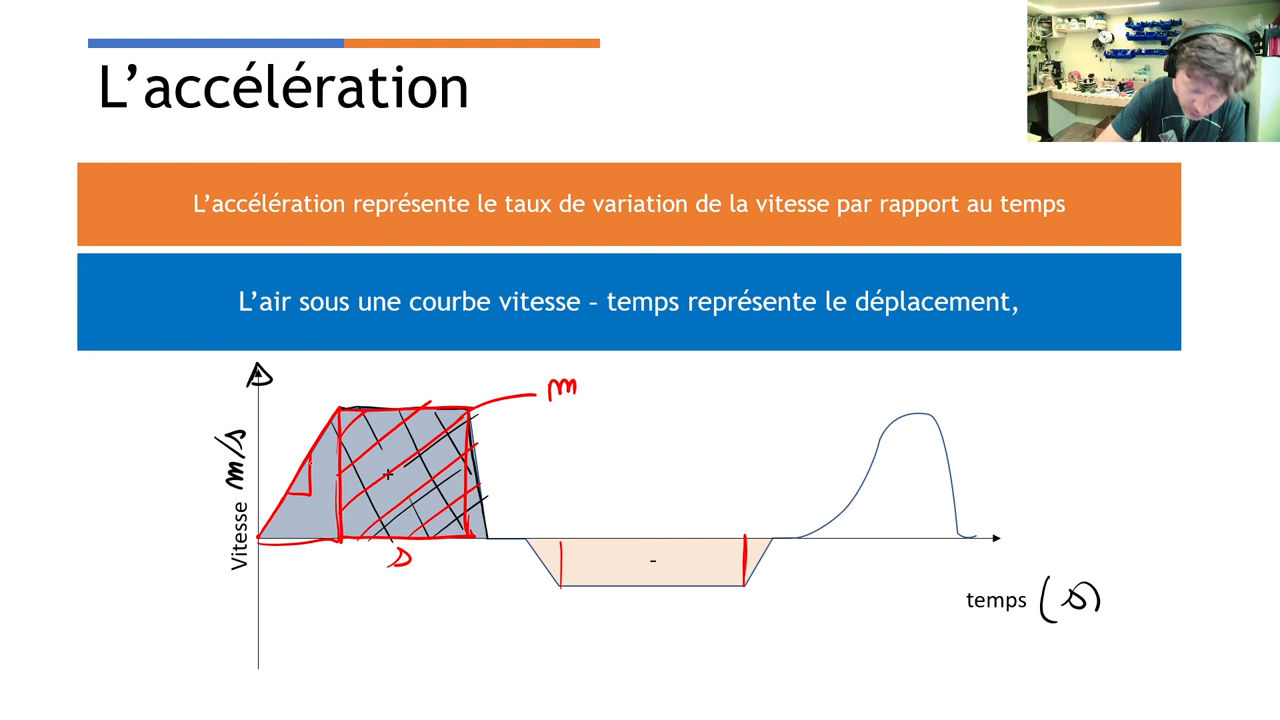 L’accélération
L’accélération représente le taux de variation de la vitesse par rapport au temps
L’air sous une courbe vitesse – temps représente le déplacement,
m
Vitesse m/s
+
s
-
temps (s)